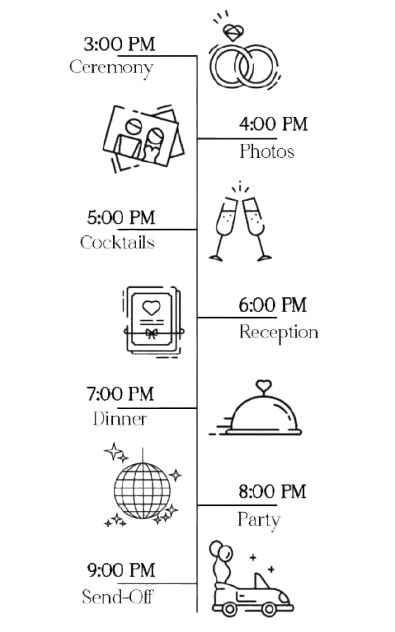 3:00 PM
Ceremony
4:00 PM
Photos
5:00 PM
Cocktails
6:00 PM
Reception
7:00 PM
Dinner
8:00 PM
Party
9:00 PM
Send-Off